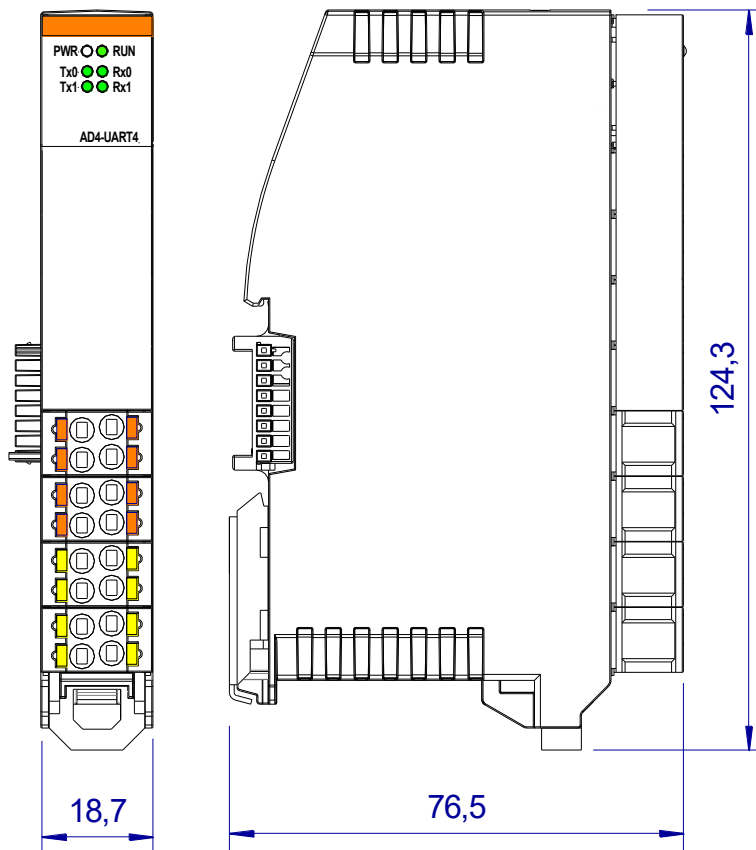 PWR RUN
Tx0 Rx0
Tx1 Rx1
AD4-UART4
124,3
18,7
76,5